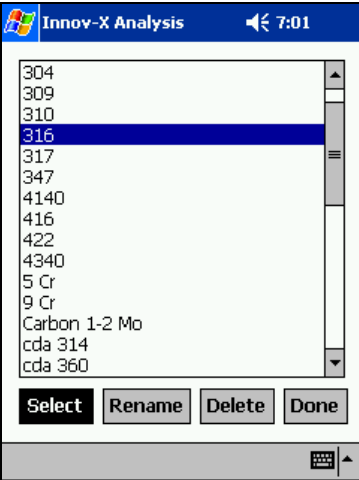 Innov-X Analysis 7:01
304
309
310
316
317
347
4140
416
422
4340
5 Cr
9 Cr
Carbon 1-2 Mo
cda 314
cda 360
Select Rename Delete Done